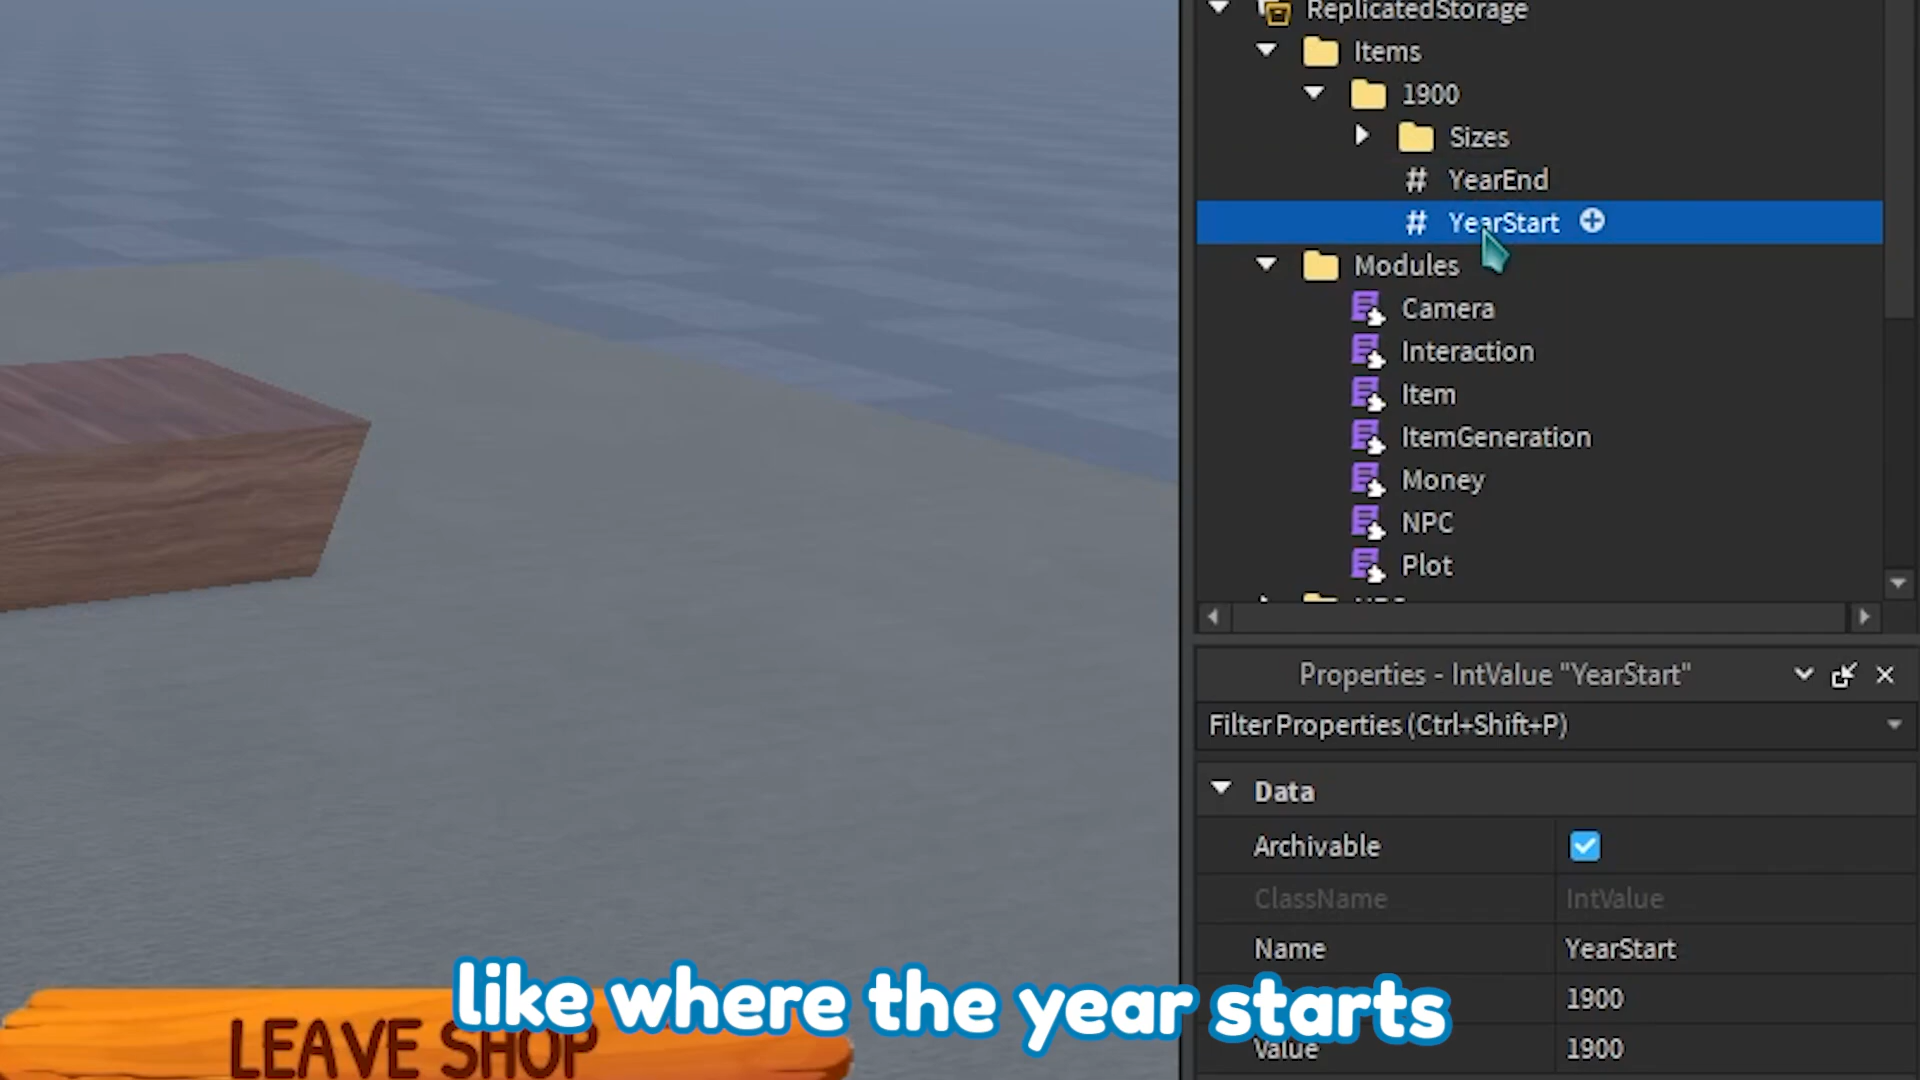 ReplicatedStorage
Items
1900
Sizes
# YearEnd
# YearStart
Modules
Camera
Interaction
Item
ItemGeneration
Money
NPC
Plot
Properties - IntValue "YearStart"
Filter Properties (Ctrl+Shift+P)
Data
Archivable
ClassName IntValue
Name YearStart
1900
Value 1900
like where the year starts
LEAVE SHOP